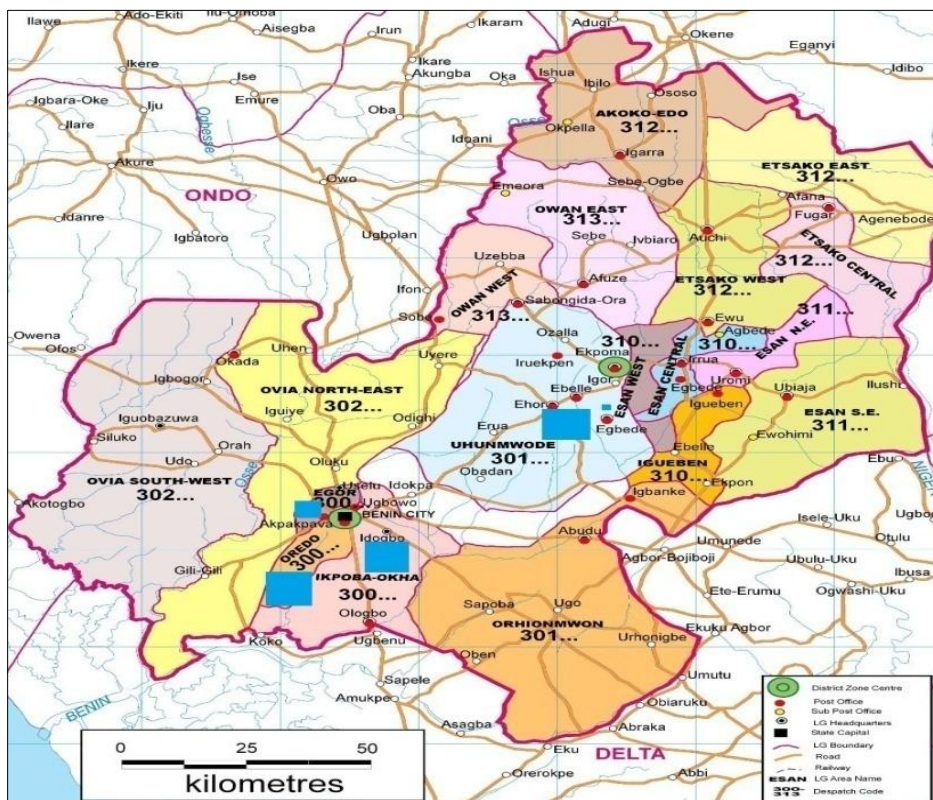 Ilawe
Ado-Ekiti
Ilu-Omoba
Aisegba
Irun
Ikaram
Adugi
Okene
Eganyi
Idibo
Ikere
Ise
Emure
Ikare
Akungba
Oka
Ishua
Ibilo
Ososo
Igbara-Oke
Iju
Ilare
Ogbesse
Oba
Idoani
Osse
Okpella
AKOKO-EDO
312...
Igarra
Akure
Owo
ONDO
Emeora
Sebe-Ogbe
ETSAKO EAST
312...
Afana
Fugar
Agenebode
Idanre
Igbatoro
Ugbolan
OWAN EAST
313...
Sebe
Ivbiaro
Auchi
ETSAKO CENTRAL
312...
Uzebba
Ifon
Afuze
ETSAKO WEST
312...
OWAN WEST
313...
Sabongida-Ora
Sobe
Ewu
311...
ESAN N.E.
Agbede
310...
Owena
Ofos
Okada
Uhen
Uyere
Ozalla
Ekpoma
310...
Irrua
Iruekpen
Igor
ESAN WEST
ESAN CENTRAL
Egbede
Uromi
Igueben
Ubiaja
Ilushi
Igbogor
OVIA NORTH-EAST
302...
Ebelle
Ehor
Egbede
ESAN S.E.
311...
Iguobazuwa
Iguiye
Odighi
Erua
UHUNMWODE
301...
Siluko
Orah
Udo
Osse
Oluku
Obadan
Ebelle
Ewohimi
IGUEBEN
310...
Ekpon
Ebu
NIGER
OVIA SOUTH-WEST
302...
Akotogbo
Uselu
Idokpa
EGOR
300...
Ugbowo
Igbanke
Akpakpava
BENIN CITY
Idogbo
Abudu
Isele-Uku
Ugbo
Umunede
Otulu
OREDO
300...
Agbor-Bojiboji
Ubulu-Uku
Ibusa
Gili-Gili
IKPOBA-OKHA
300...
Ologbo
Ete-Erumu
Ogwashi-Uku
Sapoba
Ugo
ORHIONMWON
301...
Ekuku Agbor
Urhonigbe
Koko
Ugbenu
Oben
Sapele
Umutu
BENIN
Amukpe
Obiaruku
Asagba
Abraka
Eku
DELTA
Orerokpe
Abbi
0 25 50
kilometres
District Zone Centre
Post Office
Sub Post Office
LG Headquarters
State Capital
LG Boundary
Road
Railway
ESAN LG Area Name
300-313 Despatch Code